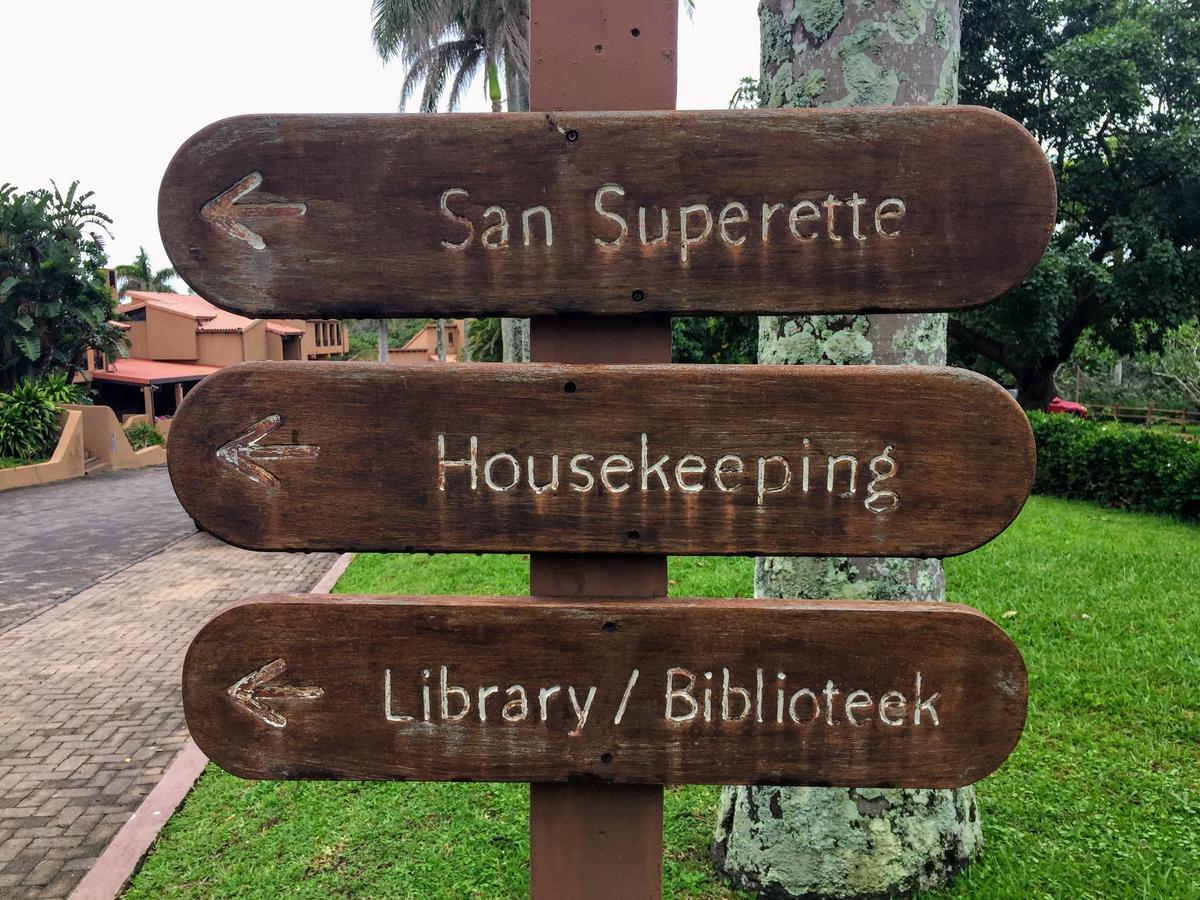 San Superette
Housekeeping
Library / Biblioteek